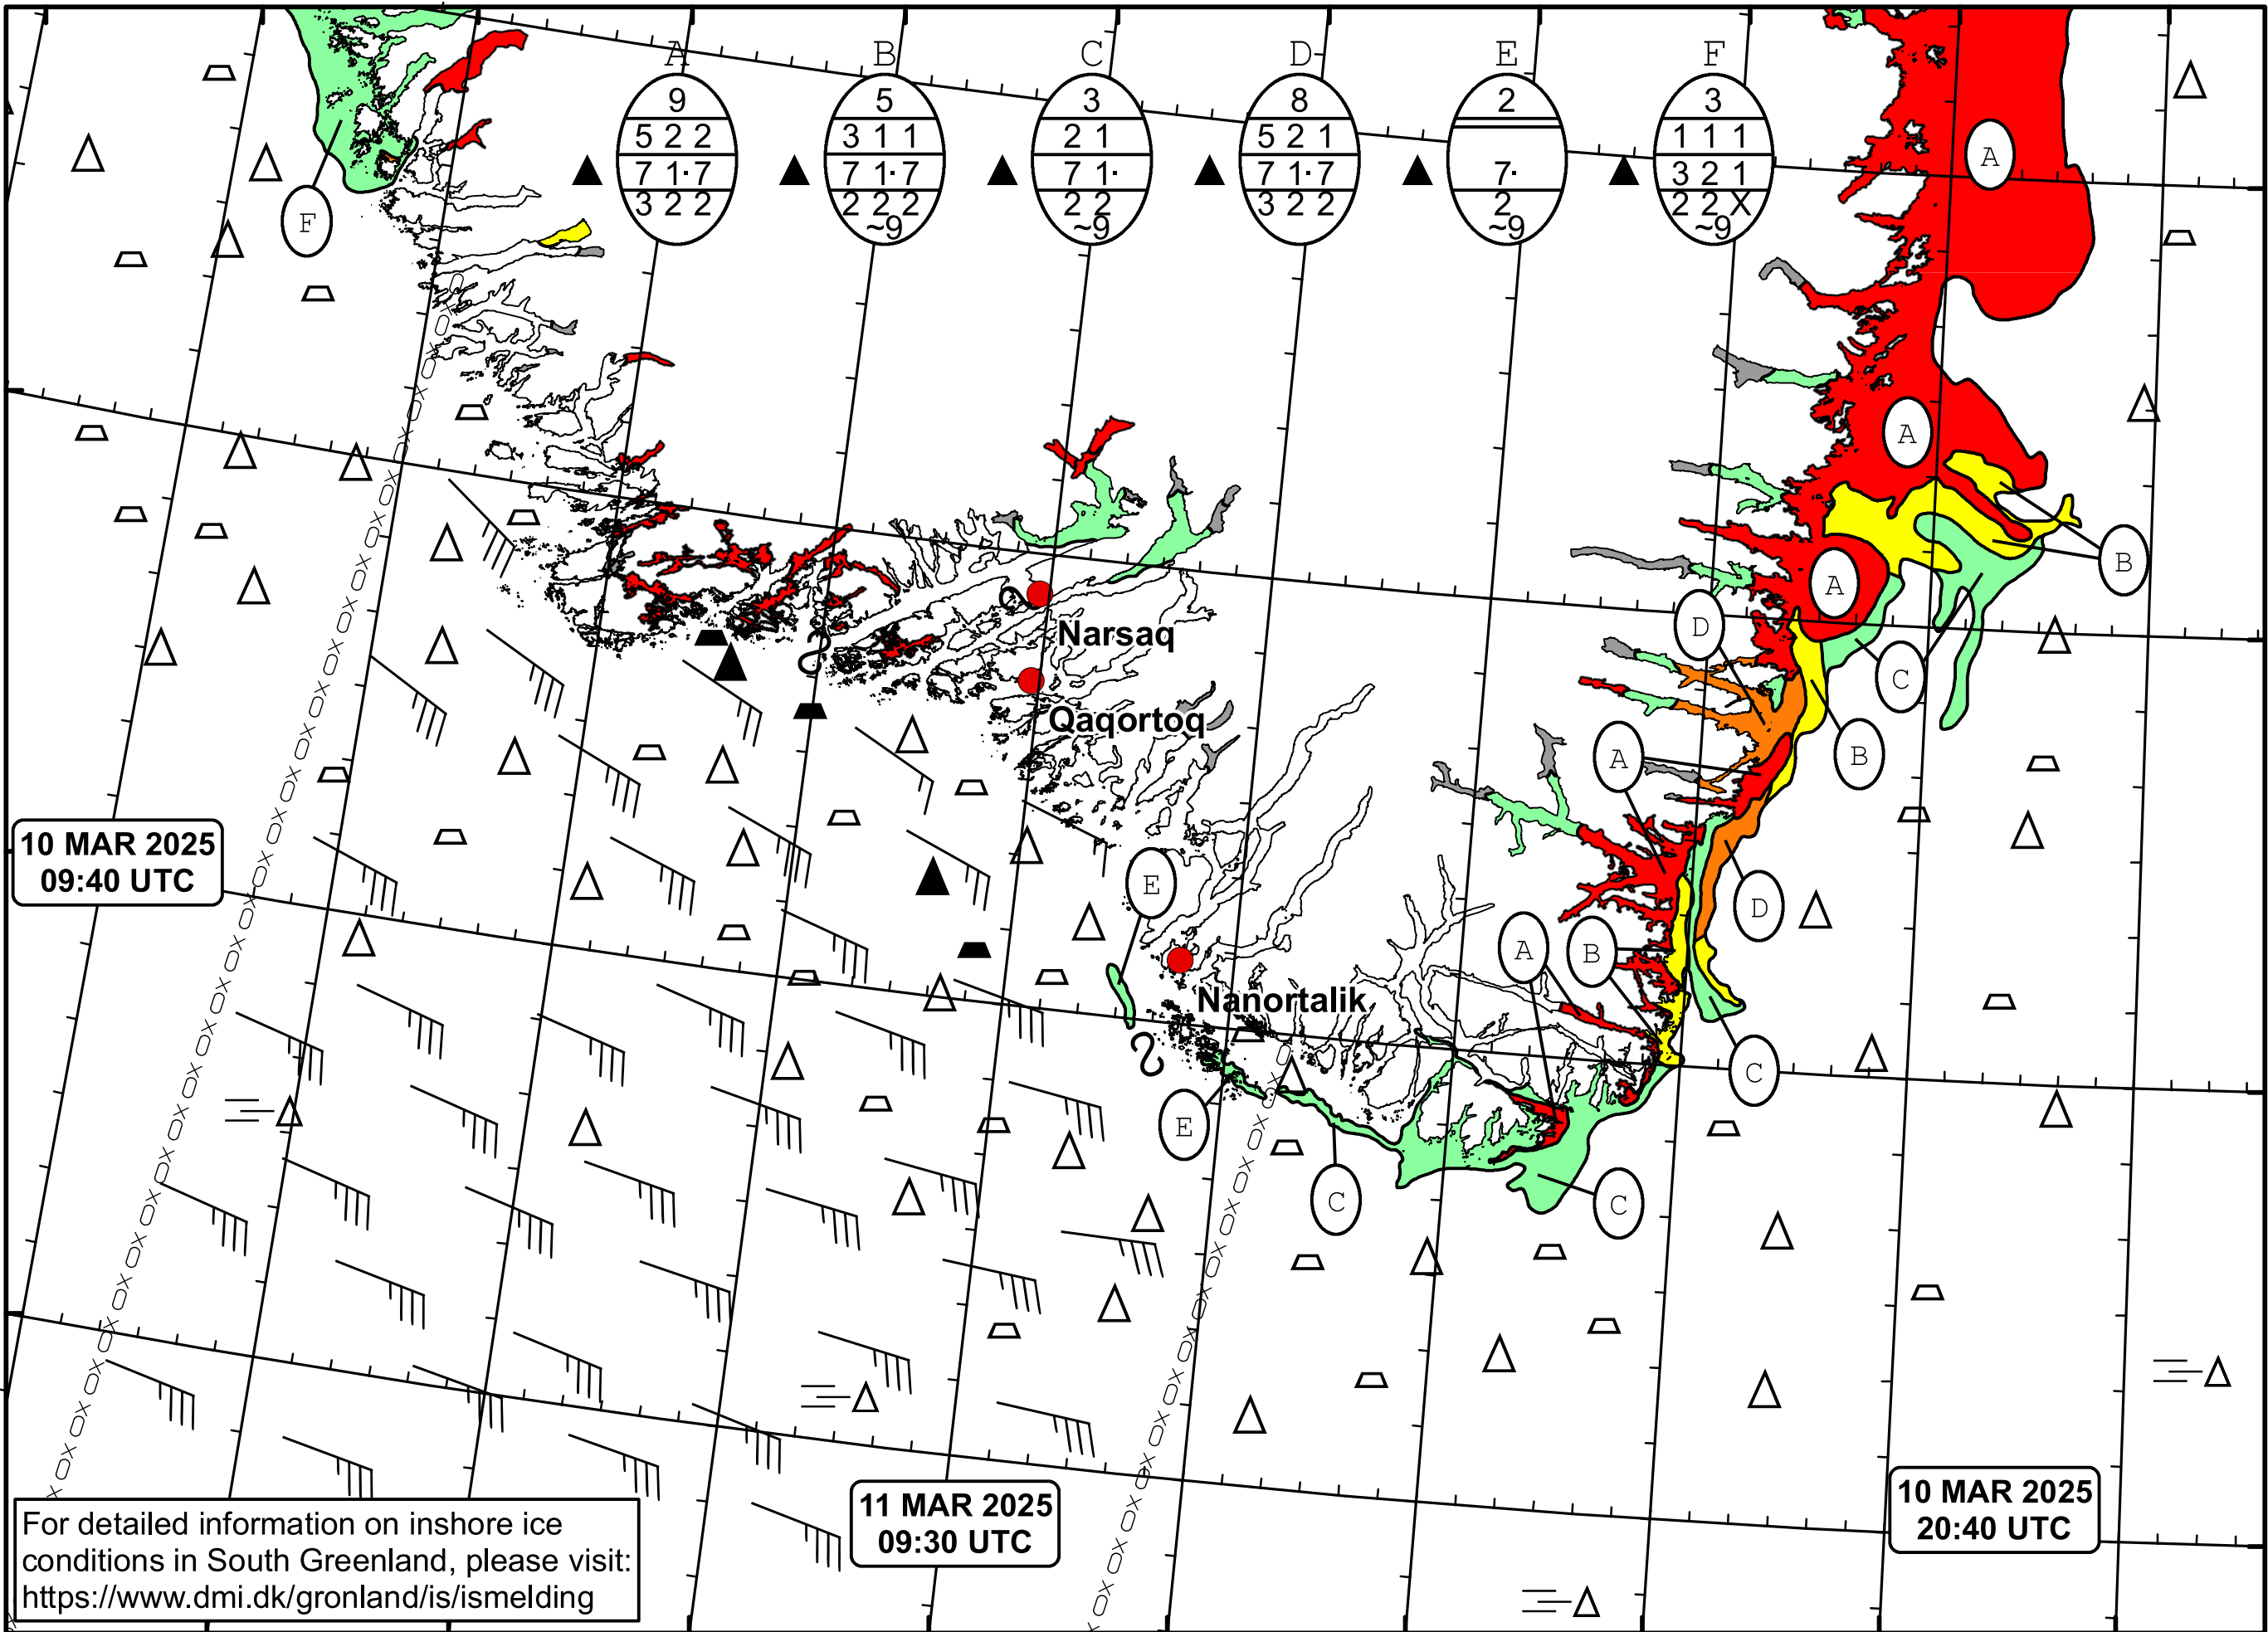 A B C D E F
9 5 3 8 2 3
5 2 2 3 1 1 2 1 5 2 1 1 1 1
7 1·7 7 1·7 7 1· 7 1·7 7· 3 2 1
3 2 2 2 2 2 2 2 3 2 2 2 2 2 X
~9 ~9 ~9 ~9
A
F
A
B
A
D
Narsaq
C
Qaqortoq
A
B
10 MAR 2025
09:40 UTC
E
D
A B
Nanortalik
C
E
C
C
11 MAR 2025
09:30 UTC
10 MAR 2025
20:40 UTC
For detailed information on inshore ice
conditions in South Greenland, please visit:
https://www.dmi.dk/gronland/is/ismelding